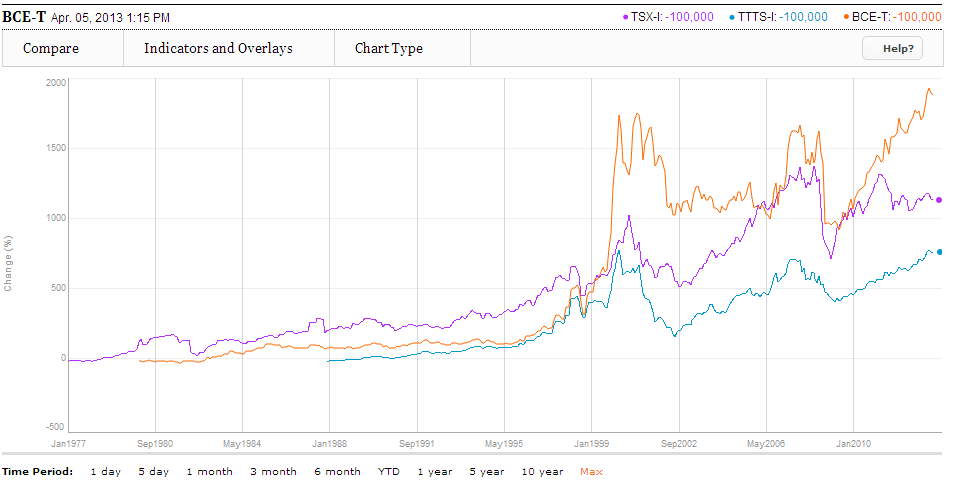 BCE-T Apr. 05, 2013 1:15 PM TSX-I: -100,000 TTTS-I: -100,000 BCE-T: -100,000
Compare Indicators and Overlays Chart Type Help?
2000
1500
1000
500
0
-500
Change (%)
Jan1977 Sep1980 May1984 Jan1988 Sep1991 May1995 Jan1999 Sep2002 May2006 Jan2010
Time Period: 1 day 5 day 1 month 3 month 6 month YTD 1 year 5 year 10 year Max